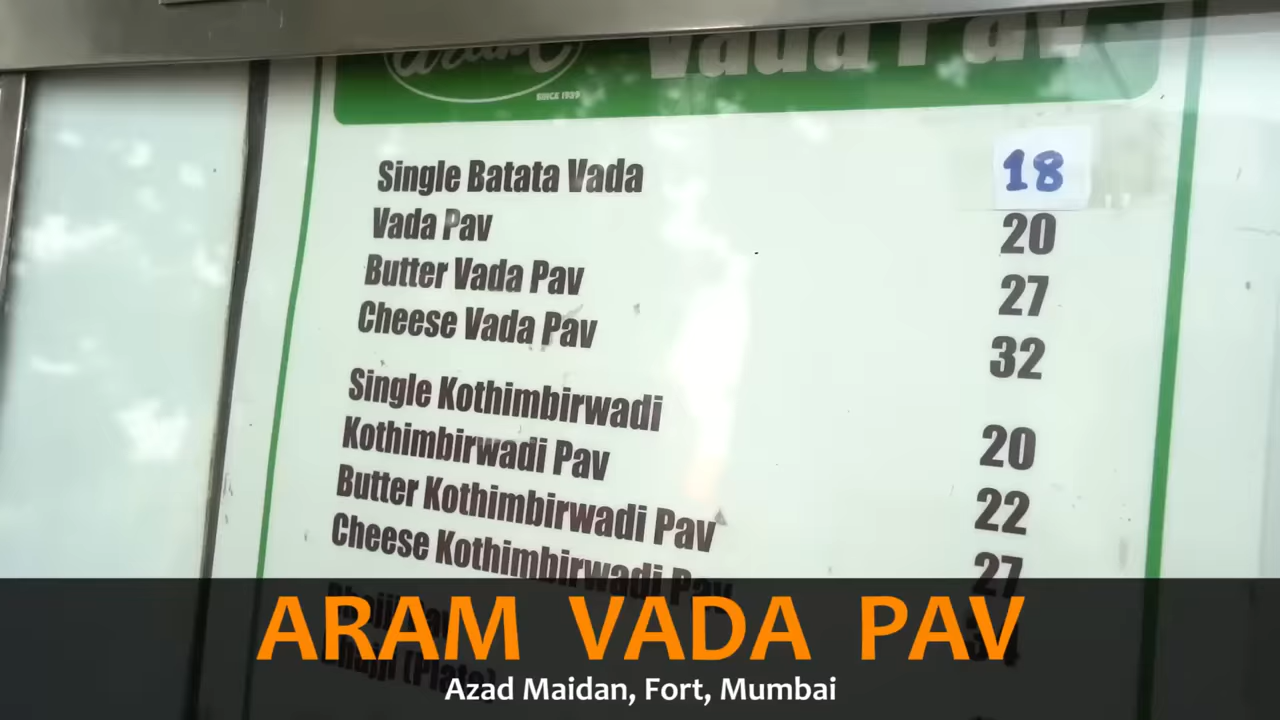 Aram Vada Pav
SINCE 1939
Single Batata Vada 18
Vada Pav 20
Butter Vada Pav 27
Cheese Vada Pav 32
Single Kothimbirwadi 20
Kothimbirwadi Pav 22
Butter Kothimbirwadi Pav 27
Cheese Kothimbirwadi Pav
(Plate)
ARAM VADA PAV
Azad Maidan, Fort, Mumbai